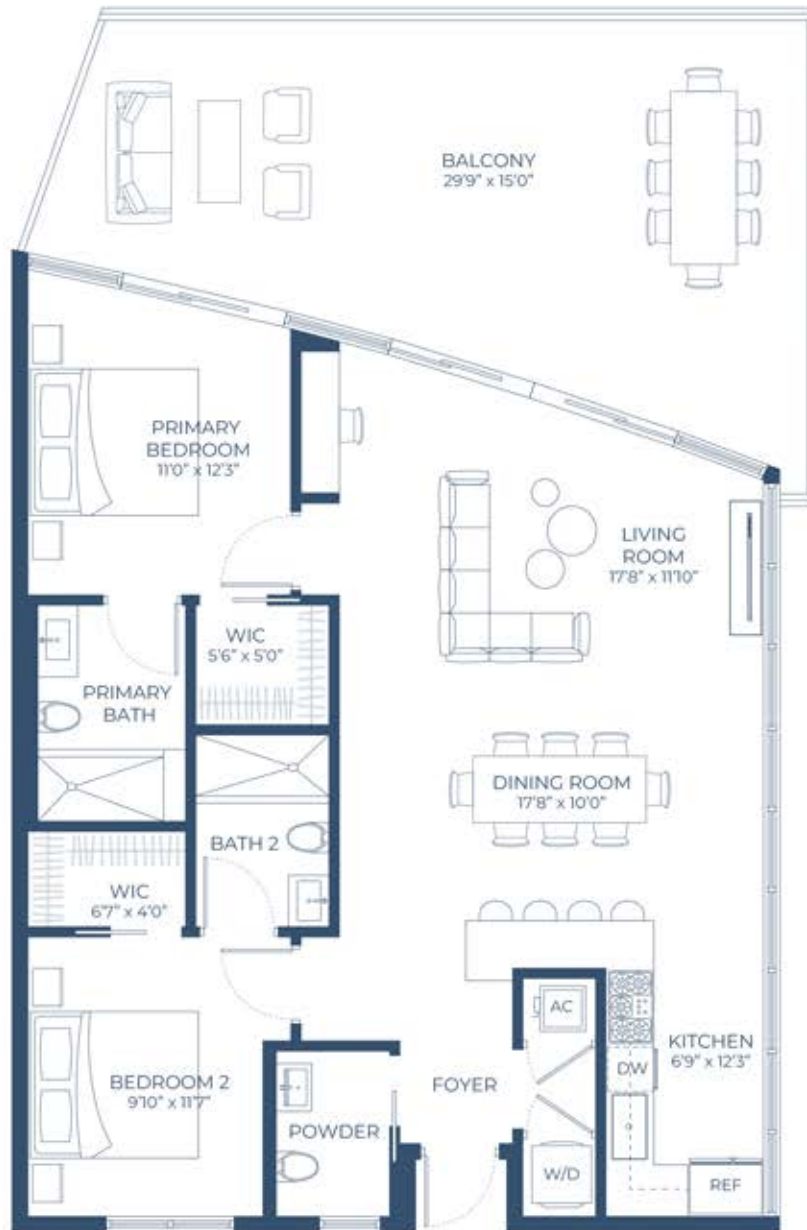 BALCONY
29'9" x 15'0"
PRIMARY
BEDROOM
11'0" x 12'3"
LIVING
ROOM
17'8" x 11'10"
WIC
5'6" x 5'0"
PRIMARY
BATH
DINING ROOM
17'8" x 10'0"
BATH 2
WIC
6'7" x 4'0"
AC
KITCHEN
6'9" x 12'3"
DW
BEDROOM 2
9'10" x 11'7"
FOYER
POWDER
W/D
REF